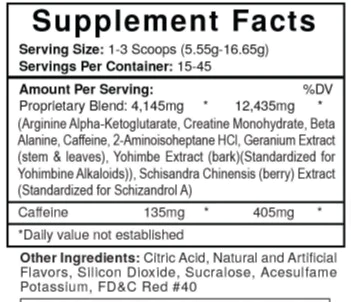 Supplement Facts
Serving Size: 1-3 Scoops (5.55g-16.65g)
Servings Per Container: 15-45
Amount Per Serving: %DV
Proprietary Blend: 4,145mg * 12,435mg *
(Arginine Alpha-Ketoglutarate, Creatine Monohydrate, Beta
Alanine, Caffeine, 2-Aminoisoheptane HCl, Geranium Extract
(stem & leaves), Yohimbe Extract (bark)(Standardized for
Yohimbine Alkaloids)), Schisandra Chinensis (berry) Extract
(Standardized for Schizandrol A)
Caffeine 135mg * 405mg *
*Daily value not established
Other Ingredients: Citric Acid, Natural and Artificial
Flavors, Silicon Dioxide, Sucralose, Acesulfame
Potassium, FD&C Red #40